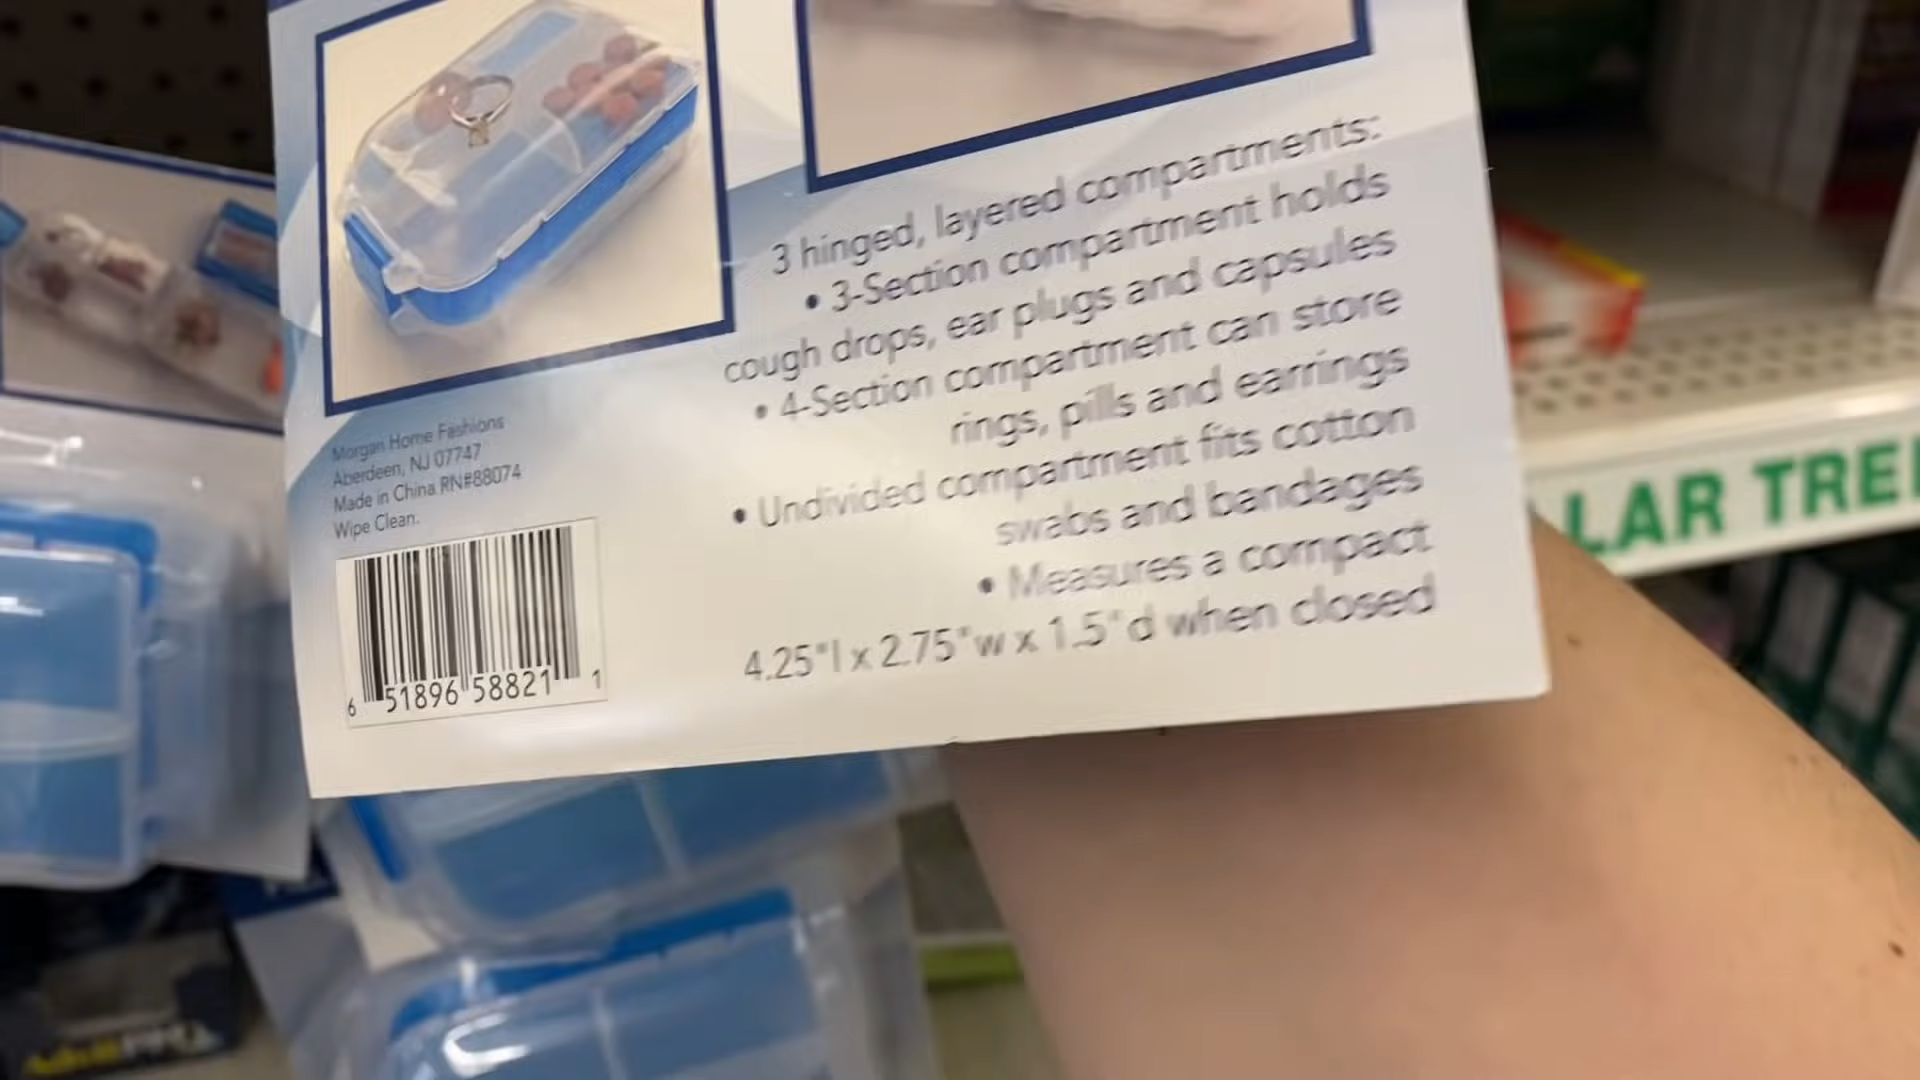 3 hinged, layered compartments:
• 3-Section compartment holds
cough drops, ear plugs and capsules
• 4-Section compartment can store
rings, pills and earrings
• Undivided compartment fits cotton
swabs and bandages
• Measures a compact
4.25"l x 2.75"w x 1.5"d when closed
Morgan Home Fashions
Aberdeen, NJ 07747
Made in China RN#88074
Wipe Clean.
6 51896 58821 1
LAR TREE